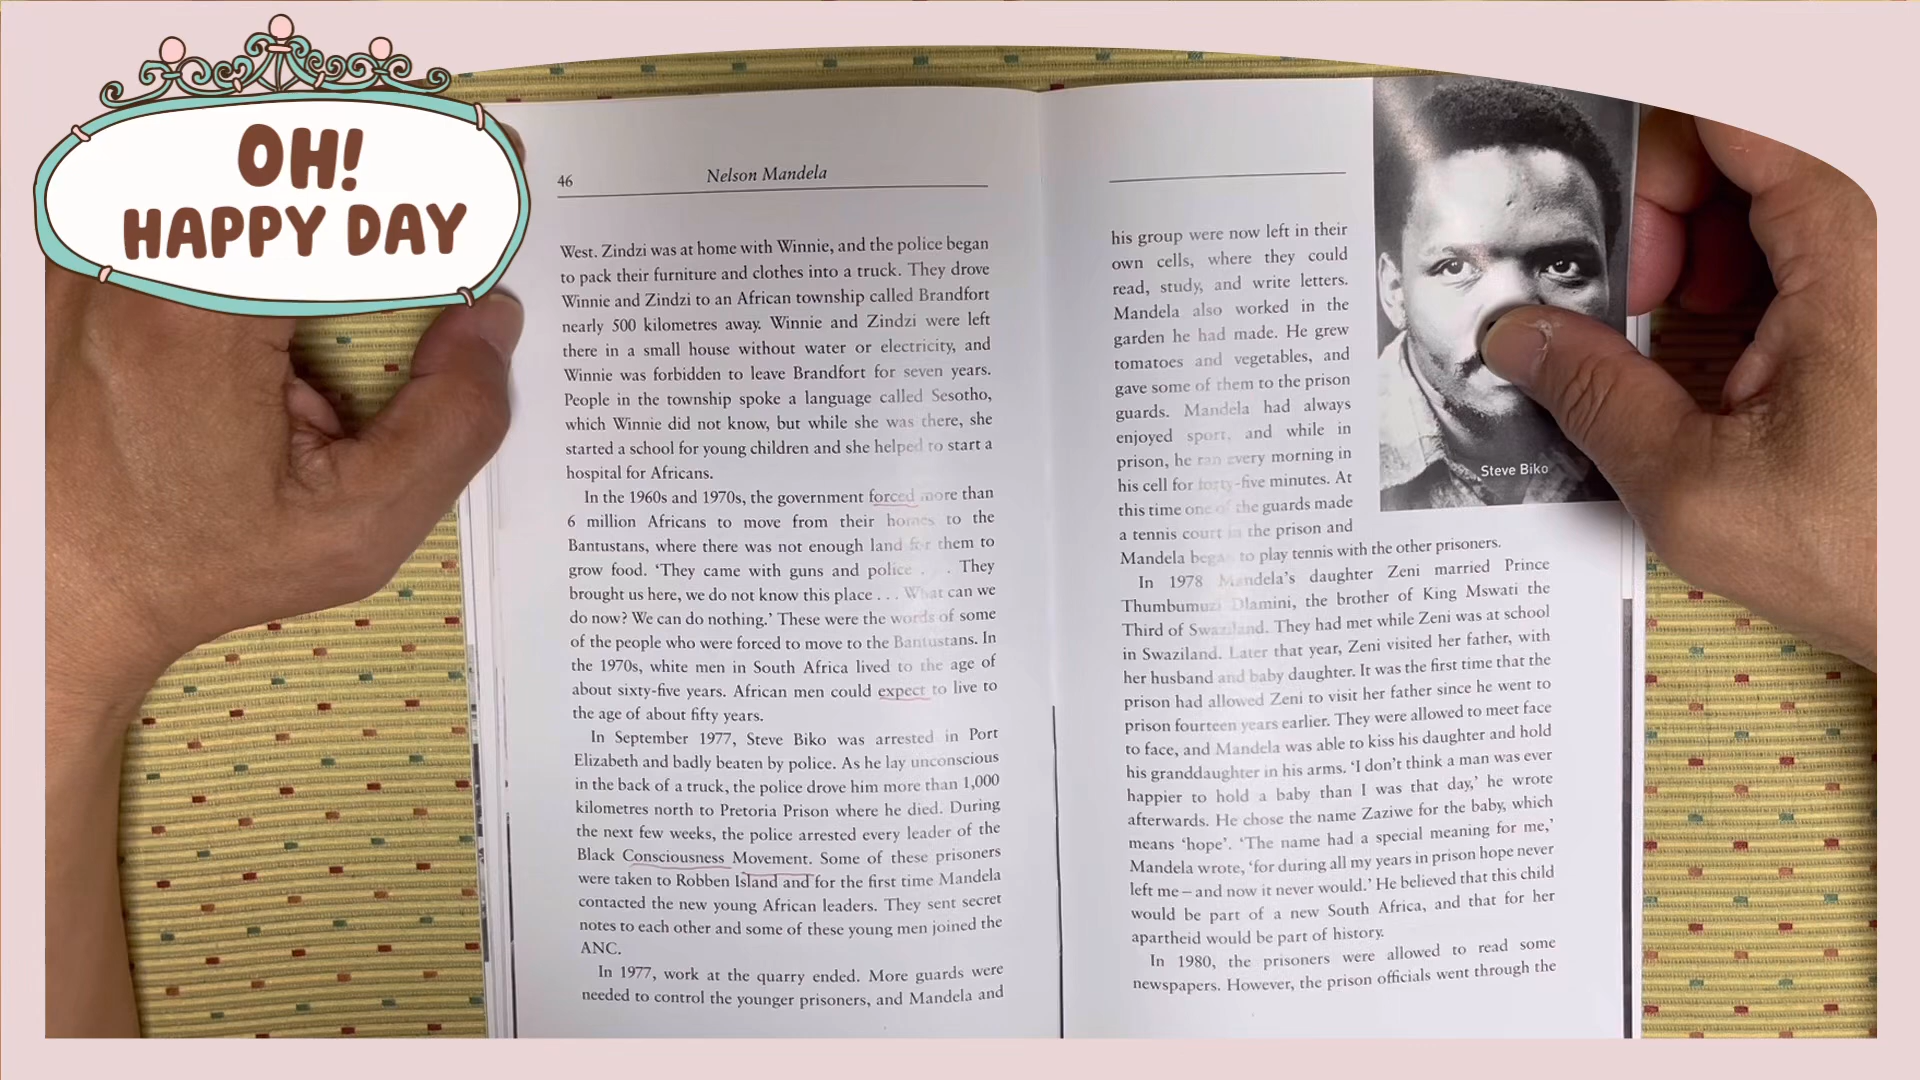 OH!
HAPPY DAY
46
Nelson Mandela
West. Zindzi was at home with Winnie, and the police began
to pack their furniture and clothes into a truck. They drove
Winnie and Zindzi to an African township called Brandfort
nearly 500 kilometres away. Winnie and Zindzi were left
there in a small house without water or electricity, and
Winnie was forbidden to leave Brandfort for seven years.
People in the township spoke a language called Sesotho,
which Winnie did not know, but while she was there, she
started a school for young children and she helped to start a
hospital for Africans.
In the 1960s and 1970s, the government forced more than
6 million Africans to move from their homes to the
Bantustans, where there was not enough land for them to
grow food. ‘They came with guns and police . . . They
brought us here, we do not know this place . . . What can we
do now? We can do nothing.’ These were the words of some
of the people who were forced to move to the Bantustans. In
the 1970s, white men in South Africa lived to the age of
about sixty-five years. African men could expect to live to
the age of about fifty years.
In September 1977, Steve Biko was arrested in Port
Elizabeth and badly beaten by police. As he lay unconscious
in the back of a truck, the police drove him more than 1,000
kilometres north to Pretoria Prison where he died. During
the next few weeks, the police arrested every leader of the
Black Consciousness Movement. Some of these prisoners
were taken to Robben Island and for the first time Mandela
contacted the new young African leaders. They sent secret
notes to each other and some of these young men joined the
ANC.
In 1977, work at the quarry ended. More guards were
needed to control the younger prisoners, and Mandela and
his group were now left in their
own cells, where they could
read, study, and write letters.
Mandela also worked in the
garden he had made. He grew
tomatoes and vegetables, and
gave some of them to the prison
guards. Mandela had always
enjoyed sport, and while in
prison, he ran every morning in
his cell for forty-five minutes. At
this time one of the guards made
a tennis court in the prison and
Mandela began to play tennis with the other prisoners.
Steve Biko
In 1978 Mandela’s daughter Zeni married Prince
Thumbumuzi Dlamini, the brother of King Mswati the
Third of Swaziland. They had met while Zeni was at school
in Swaziland. Later that year, Zeni visited her father, with
her husband and baby daughter. It was the first time that the
prison had allowed Zeni to visit her father since he went to
prison fourteen years earlier. They were allowed to meet face
to face, and Mandela was able to kiss his daughter and hold
his granddaughter in his arms. ‘I don’t think a man was ever
happier to hold a baby than I was that day,’ he wrote
afterwards. He chose the name Zaziwe for the baby, which
means ‘hope’. ‘The name had a special meaning for me,’
Mandela wrote, ‘for during all my years in prison hope never
left me – and now it never would.’ He believed that this child
would be part of a new South Africa, and that for her
apartheid would be part of history.
In 1980, the prisoners were allowed to read some
newspapers. However, the prison officials went through the